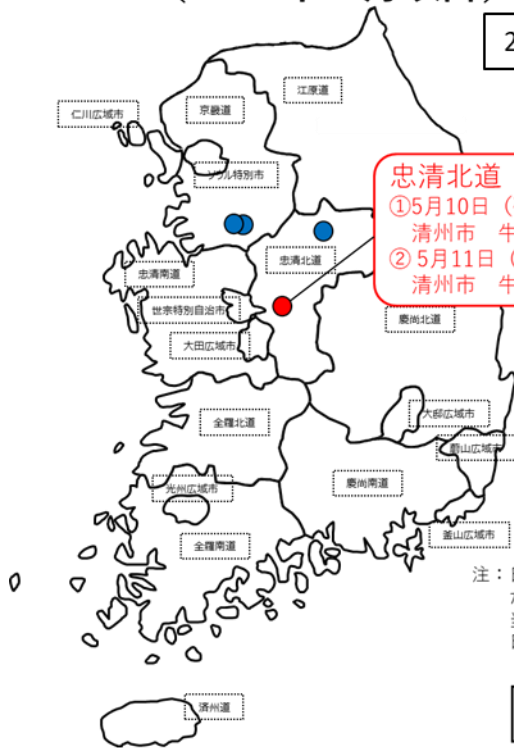 2
江原道
京畿道
仁川広域市
ソウル特別市
忠清北道
①5月10日（
清州市 牛
② 5月11日（
清州市 牛
忠清北道
忠清南道
世宗特別自治市
慶尚北道
大田広域市
大邱広域市
全羅北道
蔚山広域市
慶尚南道
光州広域市
釜山広域市
全羅南道
注：
済州道